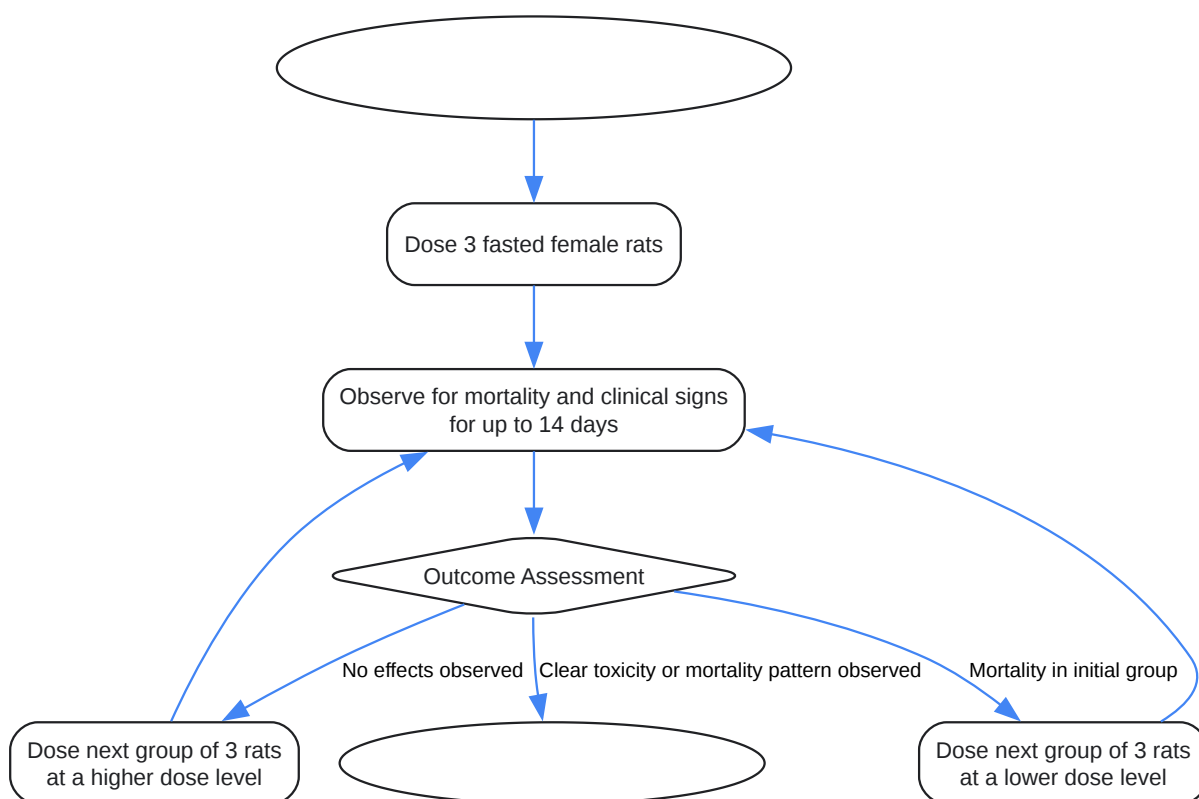 Dose 3 fasted female rats
Observe for mortality and clinical signs
for up to 14 days
Outcome Assessment
No effects observed
Clear toxicity or mortality pattern observed
Mortality in initial group
Dose next group of 3 rats
at a higher dose level
Dose next group of 3 rats
at a lower dose level